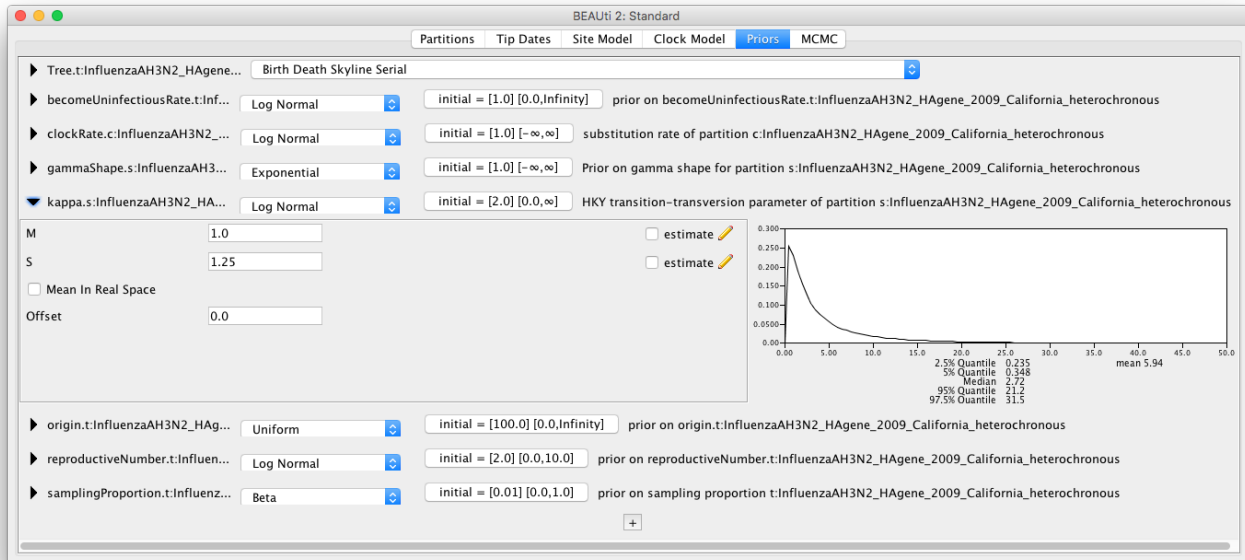 BEAUti 2: Standard
Partitions Tip Dates Site Model Clock Model Priors MCMC
Tree.t:InfluenzaAH3N2_HAgene... Birth Death Skyline Serial
becomeUninfectiousRate.t:Inf... Log Normal initial = [1.0] [0.0,Infinity] prior on becomeUninfectiousRate.t:InfluenzaAH3N2_HAgene_2009_California_heterochronous
clockRate.c:InfluenzaAH3N2_... Log Normal initial = [1.0] [-∞,∞] substitution rate of partition c:InfluenzaAH3N2_HAgene_2009_California_heterochronous
gammaShape.s:InfluenzaAH3... Exponential initial = [1.0] [-∞,∞] Prior on gamma shape for partition s:InfluenzaAH3N2_HAgene_2009_California_heterochronous
kappa.s:InfluenzaAH3N2_HA... Log Normal initial = [2.0] [0.0,∞] HKY transition-transversion parameter of partition s:InfluenzaAH3N2_HAgene_2009_California_heterochronous
M 1.0 estimate
S 1.25 estimate
Mean In Real Space
Offset 0.0
0.300
0.250
0.200
0.150
0.100
0.0500
0.00
0.00 5.00 10.0 15.0 20.0 25.0 30.0 35.0 40.0 45.0 50.0
2.5% Quantile 0.235 mean 5.94
5% Quantile 0.348
Median 2.72
95% Quantile 21.2
97.5% Quantile 31.5
origin.t:InfluenzaAH3N2_HAg... Uniform initial = [100.0] [0.0,Infinity] prior on origin.t:InfluenzaAH3N2_HAgene_2009_California_heterochronous
reproductiveNumber.t:Influen... Log Normal initial = [2.0] [0.0,10.0] prior on reproductiveNumber.t:InfluenzaAH3N2_HAgene_2009_California_heterochronous
samplingProportion.t:Influenz... Beta initial = [0.01] [0.0,1.0] prior on sampling proportion t:InfluenzaAH3N2_HAgene_2009_California_heterochronous
+